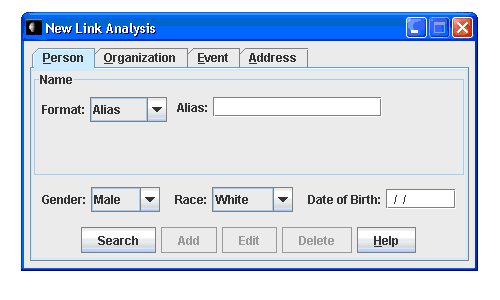 New Link Analysis
Person Organization Event Address
Name
Format: Alias Alias:
Gender: Male Race: White Date of Birth: / /
Search Add Edit Delete Help